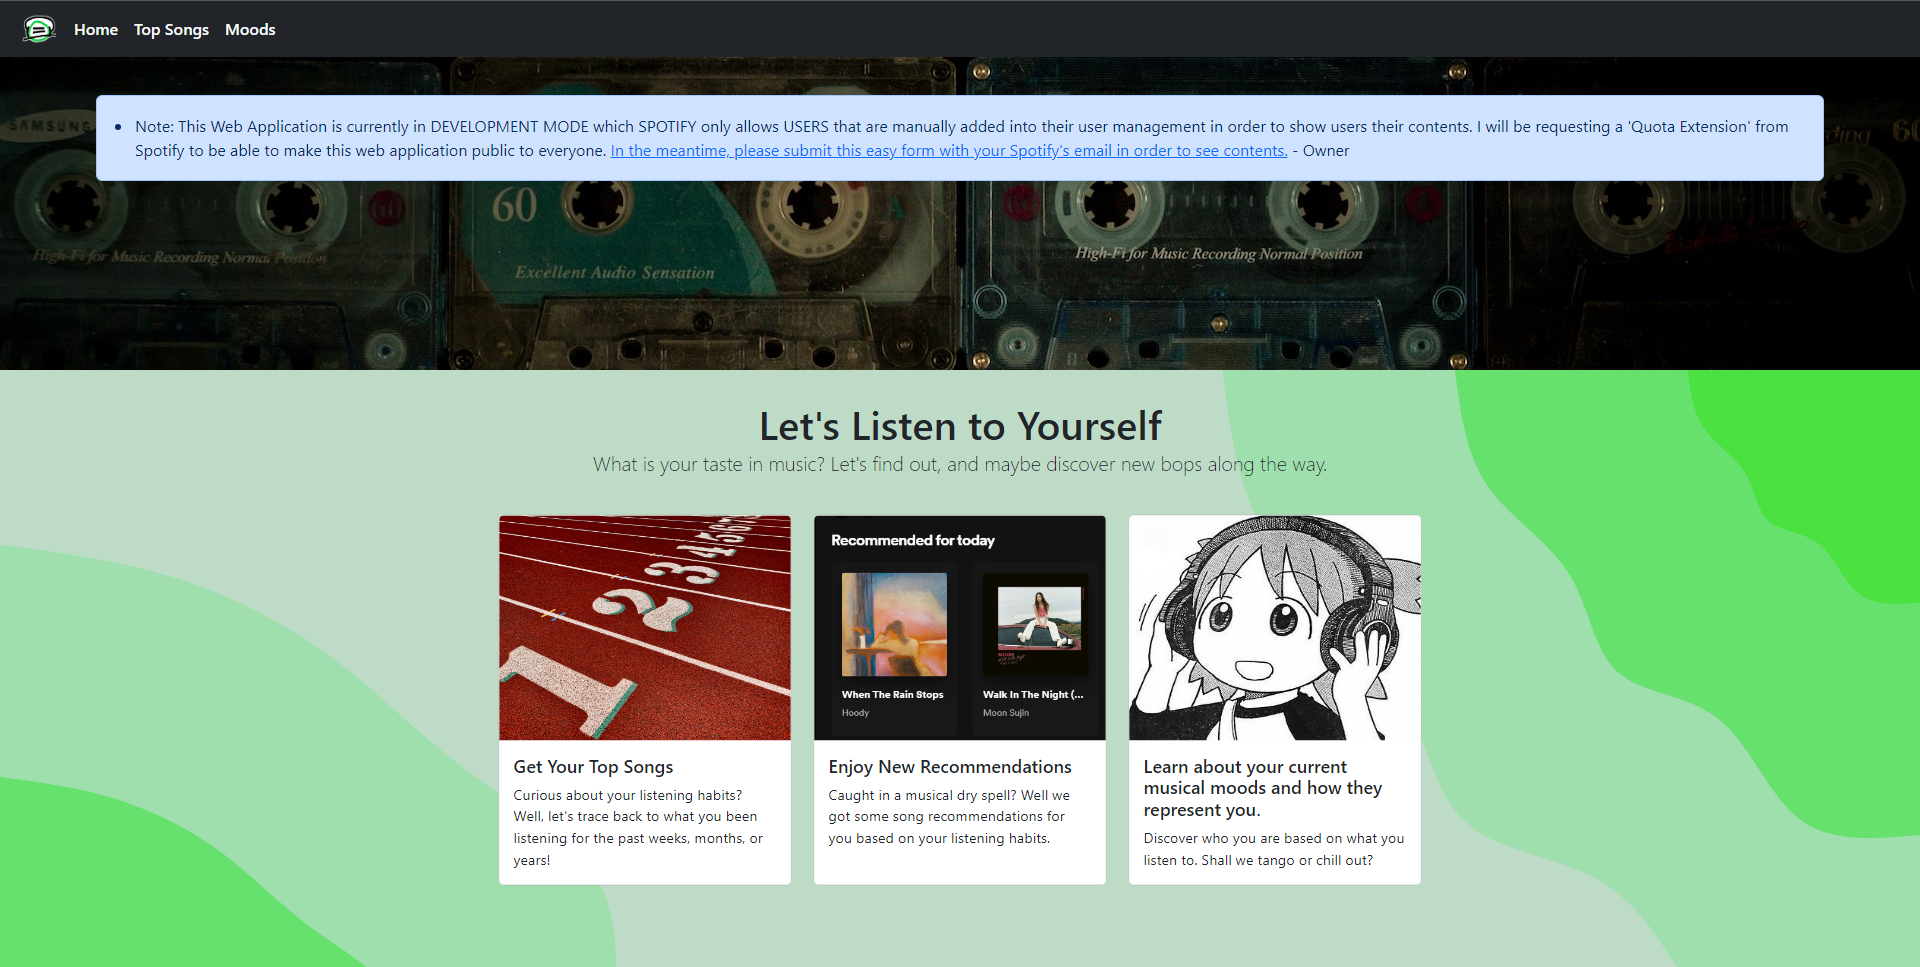 Home Top Songs Moods
SAMSUNG
Note: This Web Application is currently in DEVELOPMENT MODE which SPOTIFY only allows USERS that are manually added into their user management in order to show users their contents. I will be requesting a 'Quota Extension' from
Spotify to be able to make this web application public to everyone. In the meantime, please submit this easy form with your Spotify's email in order to see contents. - Owner
60
High-Fi for Music Recording Normal Position
Excellent Audio Sensation
High-Fi for Music Recording Normal Position
Let's Listen to Yourself
What is your taste in music? Let's find out, and maybe discover new bops along the way.
1 2 3 4 5 6
Recommended for today
When The Rain Stops
Hoody
Walk In The Night (...
Moon Sujin
Get Your Top Songs
Curious about your listening habits?
Well, let's trace back to what you been
listening for the past weeks, months, or
years!
Enjoy New Recommendations
Caught in a musical dry spell? Well we
got some song recommendations for
you based on your listening habits.
Learn about your current
musical moods and how they
represent you.
Discover who you are based on what you
listen to. Shall we tango or chill out?